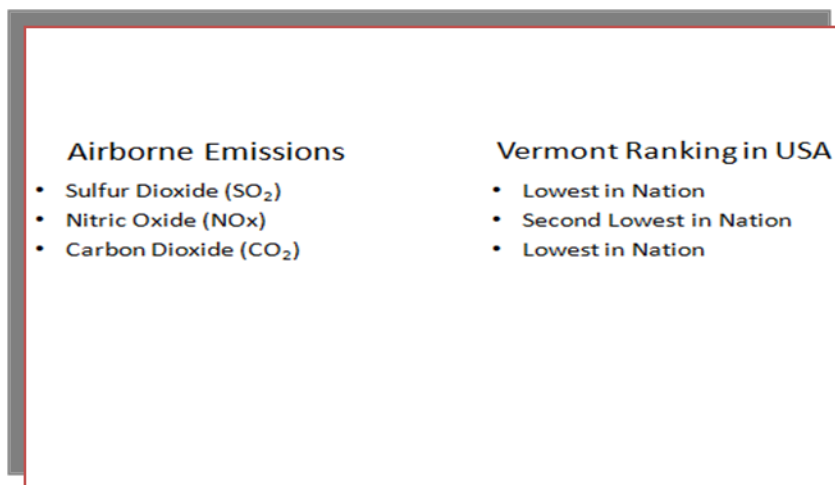 Airborne Emissions
• Sulfur Dioxide (SO₂)
• Nitric Oxide (NOx)
• Carbon Dioxide (CO₂)
Vermont Ranking in USA
• Lowest in Nation
• Second Lowest in Nation
• Lowest in Nation